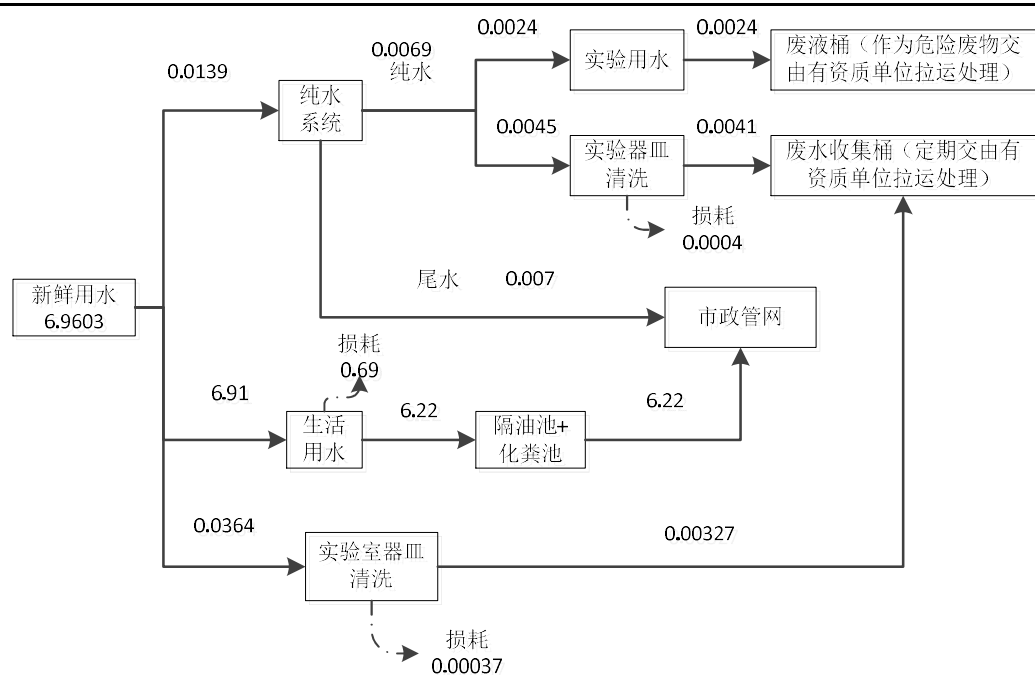 0.0024
0.0024
0.0069
纯水
0.0139
实验用水
废液桶（作为危险废物交
由有资质单位拉运处理）
纯水
系统
0.0045
0.0041
实验器皿
清洗
废水收集桶（定期交由有
资质单位拉运处理）
损耗
0.0004
尾水
0.007
新鲜用水
6.9603
市政管网
损耗
0.69
6.91
6.22
6.22
生活
用水
隔油池+
化粪池
0.0364
0.00327
实验室器皿
清洗
损耗
0.00037